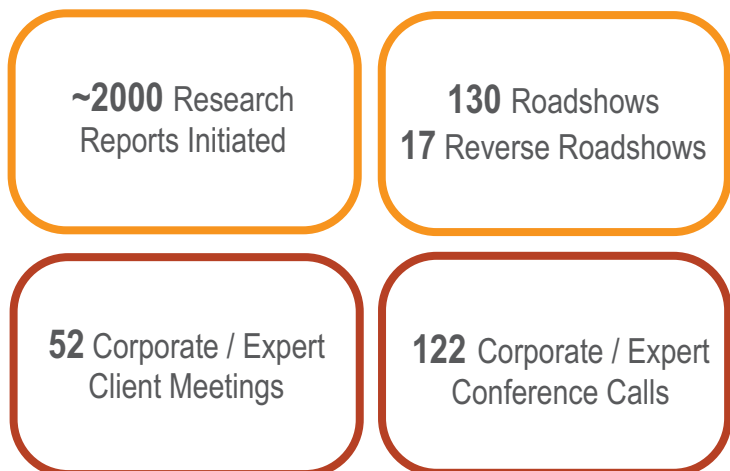 ~2000 Research
Reports Initiated
130 Roadshows
17 Reverse Roadshows
52 Corporate / Expert
Client Meetings
122 Corporate / Expert
Conference Calls